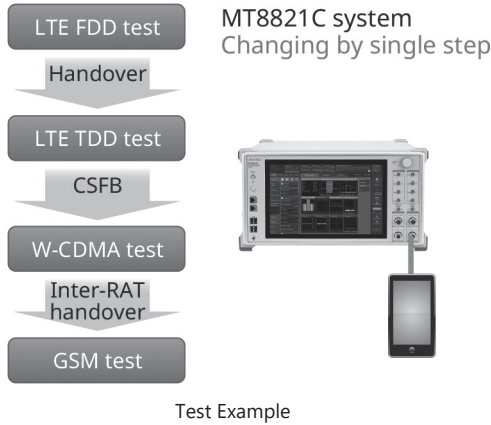 LTE FDD test
Handover
LTE TDD test
CSFB
W-CDMA test
Inter-RAT
handover
GSM test
MT8821C system
Changing by single step
Test Example